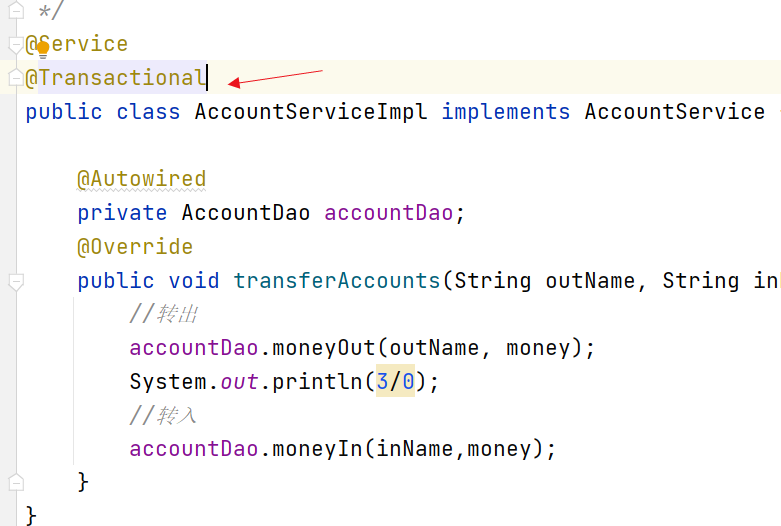 */
@Service
@Transactional
public class AccountServiceImpl implements AccountService
@Autowired
private AccountDao accountDao;
@Override
public void transferAccounts(String outName, String in
//转出
accountDao.moneyOut(outName, money);
System.out.println(3/0);
//转入
accountDao.moneyIn(inName,money);
}
}